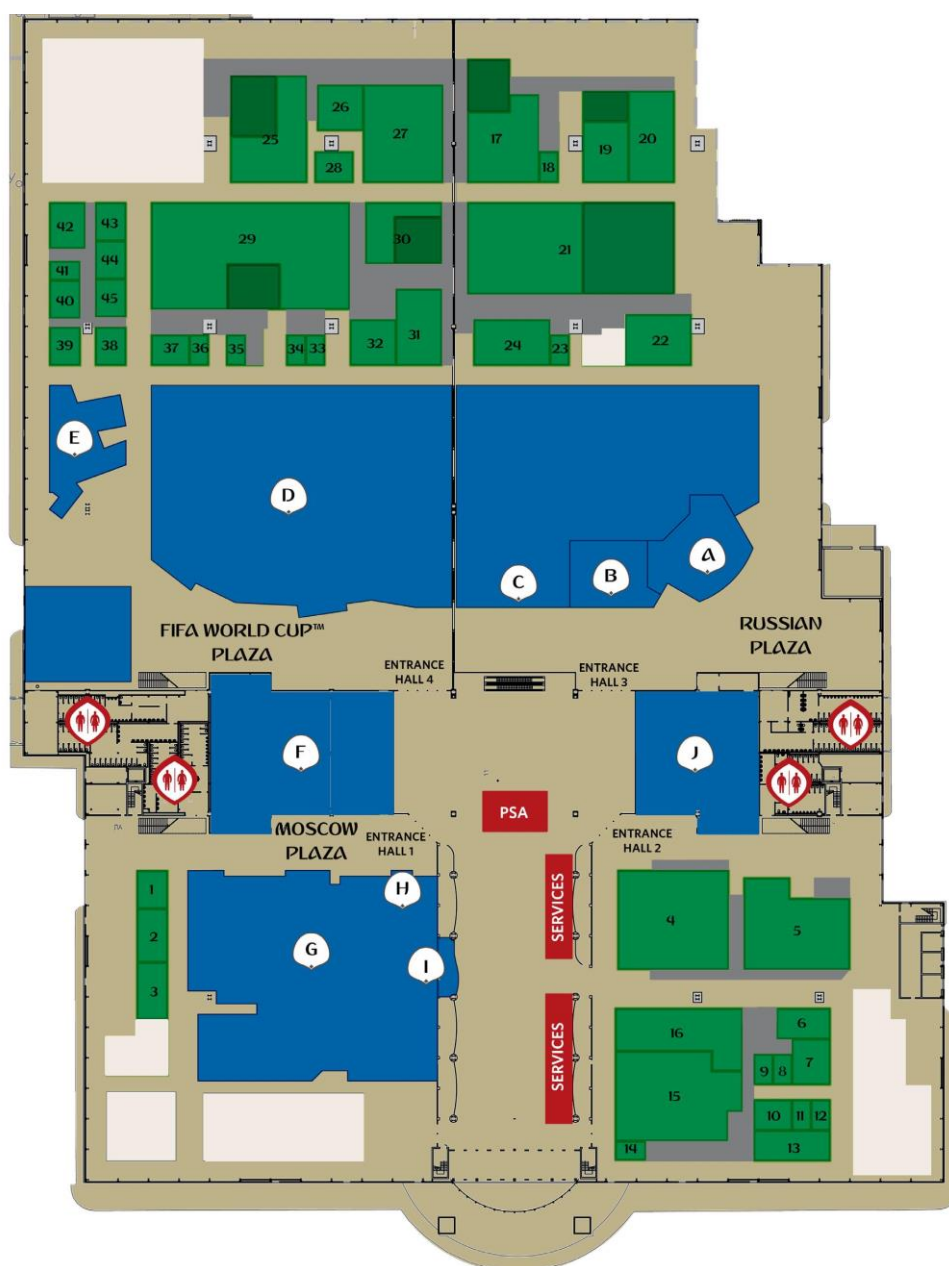 26
25
27
17
20
19
28
18
42
43
29
30
21
44
41
40
45
31
32
24
23
22
39
38
37
36
35
34
33
E
D
A
B
C
FIFA WORLD CUP™
PLAZA
RUSSIAN
PLAZA
ENTRANCE
HALL 4
ENTRANCE
HALL 3
F
J
PSA
MOSCOW
PLAZA
ENTRANCE
HALL 1
ENTRANCE
HALL 2
1
H
SERVICES
4
5
2
G
I
3
16
6
SERVICES
9
8
7
15
10
11
12
14
13